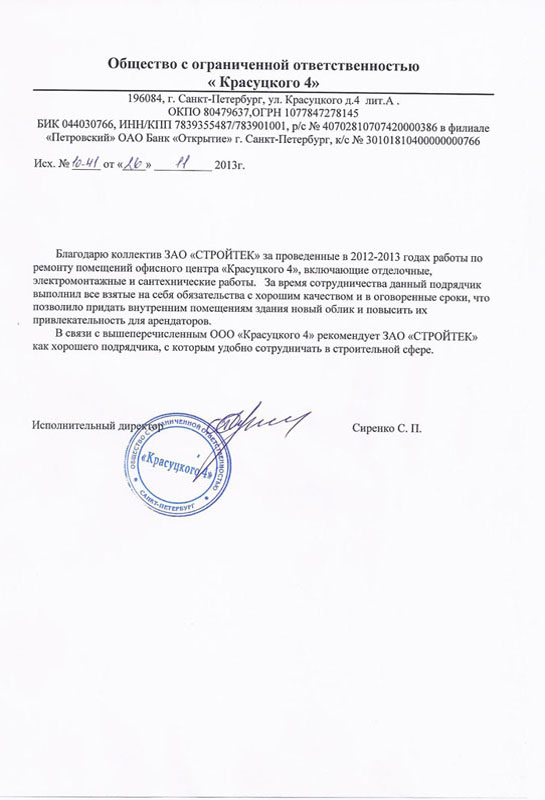 Общество с ограниченной ответственностью
« Красуцкого 4»
196084, г. Санкт-Петербург, ул. Красуцкого д.4  лит.А .
ОКПО 80479637,ОГРН 1077847278145
БИК 044030766, ИНН/КПП 7839355487/783901001, р/с № 40702810707420000386 в филиале
«Петровский» ОАО Банк «Открытие» г. Санкт-Петербург, к/с № 30101810400000000766
Исх. № 10-41 от «26» 11 2013г.
Благодарю коллектив ЗАО «СТРОЙТЕК» за проведенные в 2012-2013 годах работы по
ремонту помещений офисного центра «Красуцкого 4», включающие отделочные,
электромонтажные и сантехнические работы.   За время сотрудничества данный подрядчик
выполнил все взятые на себя обязательства с хорошим качеством и в оговоренные сроки, что
позволило придать внутренним помещениям здания новый облик и повысить их
привлекательность для арендаторов.
В связи с вышеперечисленным ООО «Красуцкого 4» рекомендует ЗАО «СТРОЙТЕК»
как хорошего подрядчика, с которым удобно сотрудничать в строительной сфере.
Исполнительный директор
Сиренко С. П.
ОБЩЕСТВО С ОГРАНИЧЕННОЙ ОТВЕТСТВЕННОСТЬЮ
«Красуцкого 4»
САНКТ-ПЕТЕРБУРГ